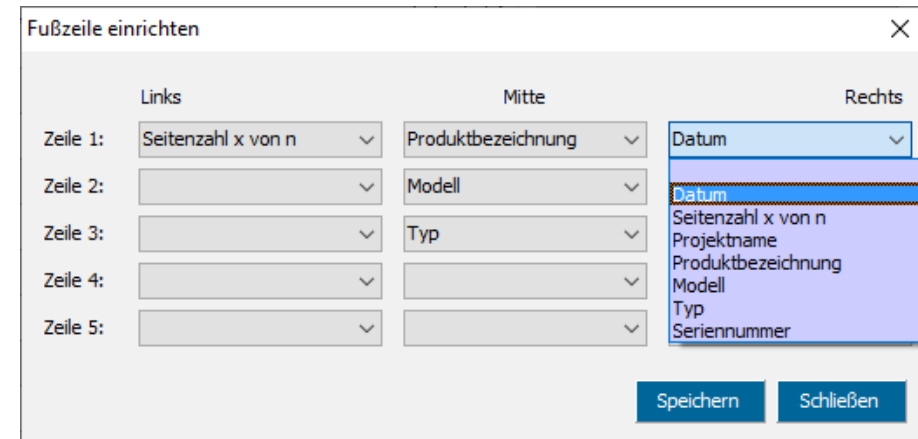 Fußzeile einrichten
Links Mitte Rechts
Zeile 1: Seitenzahl x von n Produktbezeichnung Datum
Zeile 2: Modell
Datum
Seitenzahl x von n
Zeile 3: Typ
Projektname
Produktbezeichnung
Zeile 4:
Modell
Typ
Zeile 5:
Seriennummer
Speichern Schließen